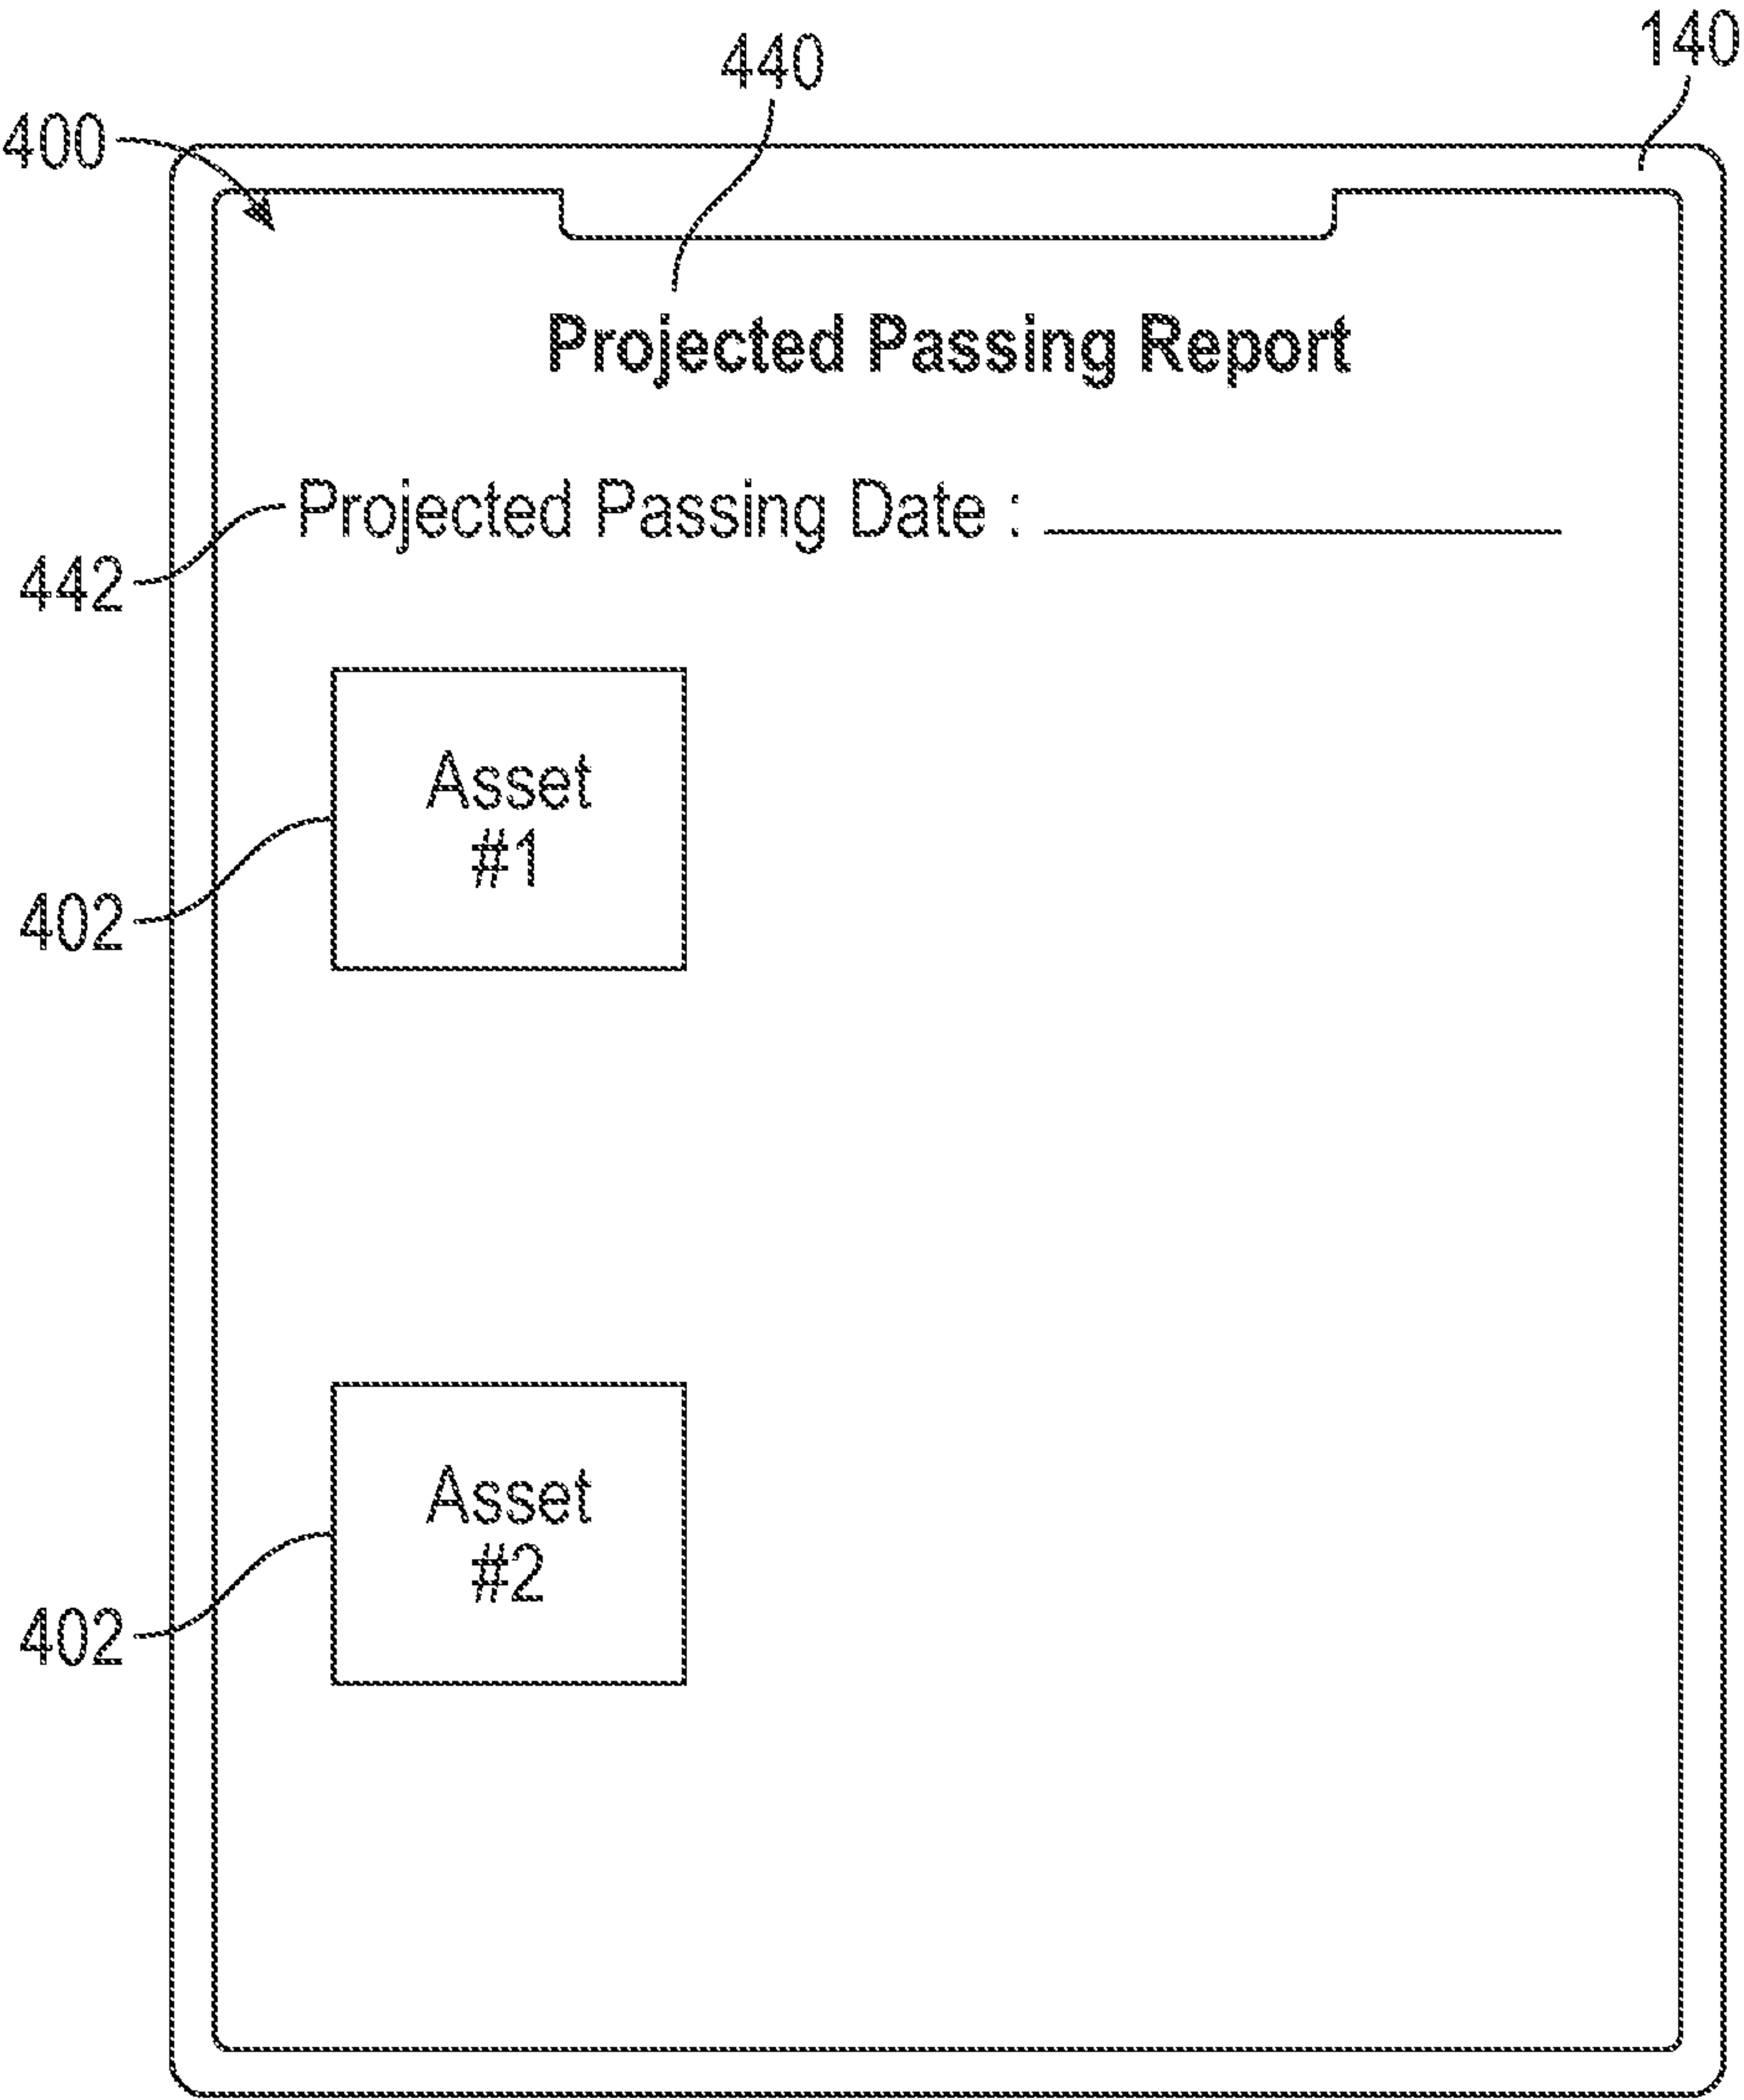 140
440
400
Projected Passing Report
Projected Passing Date : 
442
Asset
#1
402
Asset
#2
402